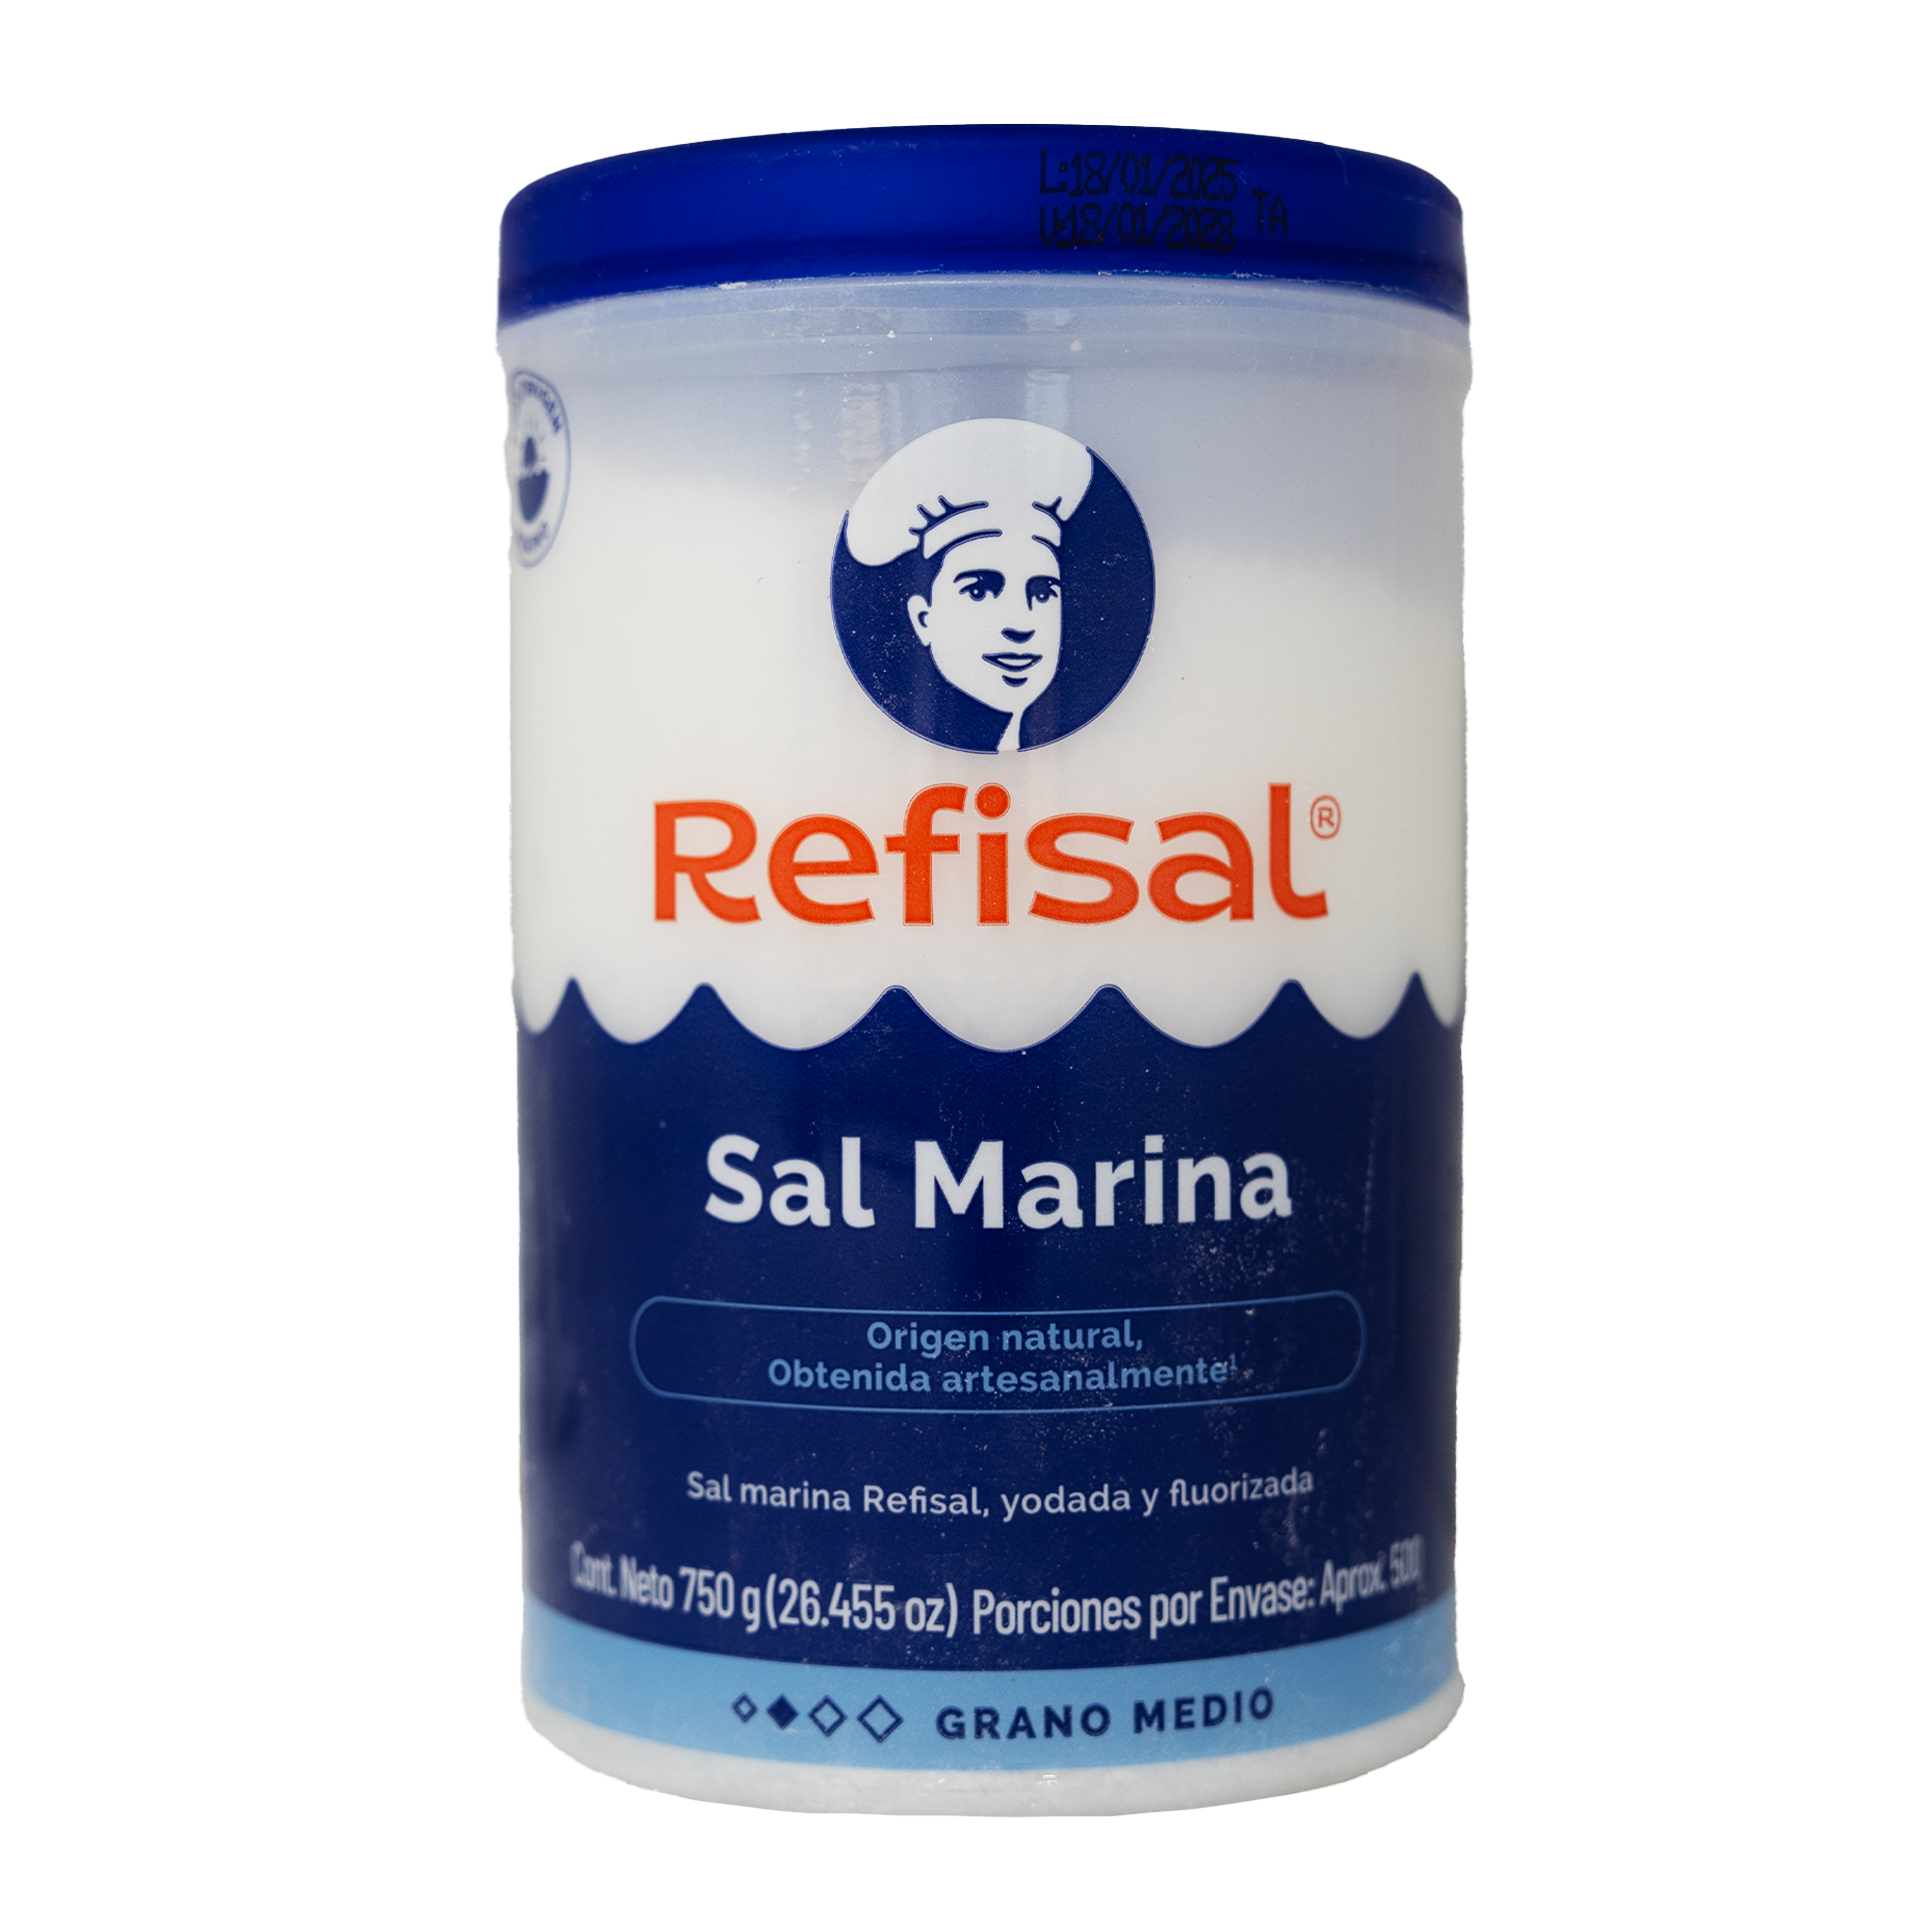 L:18/01/2025
V:18/01/2028 TA
Refisal®
Sal Marina
Origen natural,
Obtenida artesanalmente¹
Sal marina Refisal, yodada y fluorizada
Cont. Neto 750 g (26.455 oz) Porciones por Envase: Aprox. 500
GRANO MEDIO